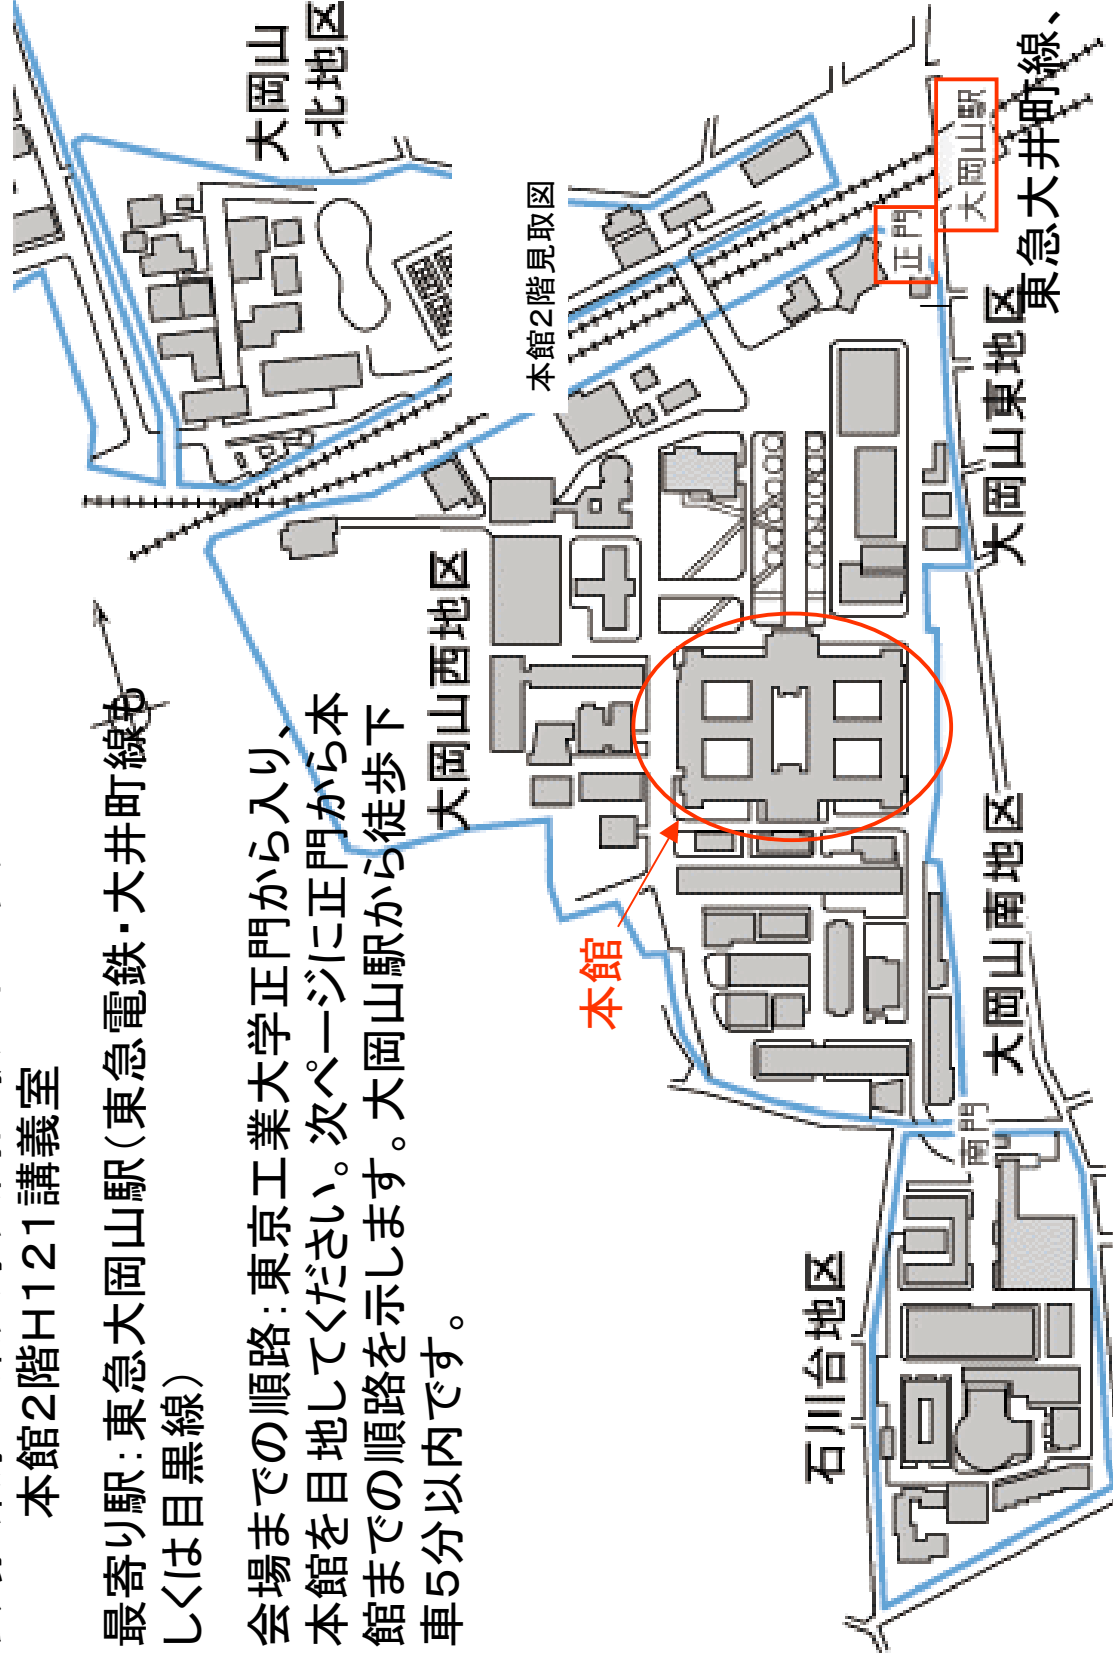 本館2階H121講義室
最寄り駅：東急大岡山駅（東急電鉄・大井町線も
しくは目黒線）
会場までの順路：東京工業大学正門から入り、
本館を目地してください。次ページに正門から本
館までの順路を示します。大岡山駅から徒歩下
車5分以内です。
大岡山
北地区
本館2階見取図
大岡山西地区
本館
正門
大岡山駅
東急大井町線、
大岡山東地区
大岡山南地区
南門
石川台地区